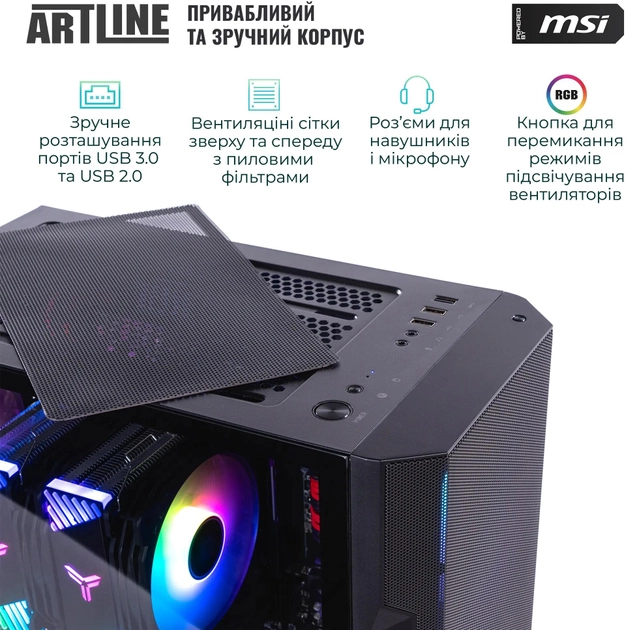 ARTLINE
ПРИВАБЛИВИЙ
ТА ЗРУЧНИЙ КОРПУС
POWERED BY
msi
RGB
Зручне
розташування
портів USB 3.0
та USB 2.0
Вентиляціні сітки
зверху та спереду
з пиловими
фільтрами
Роз’єми для
навушників
і мікрофону
Кнопка для
перемикання
режимів
підсвічування
вентиляторів